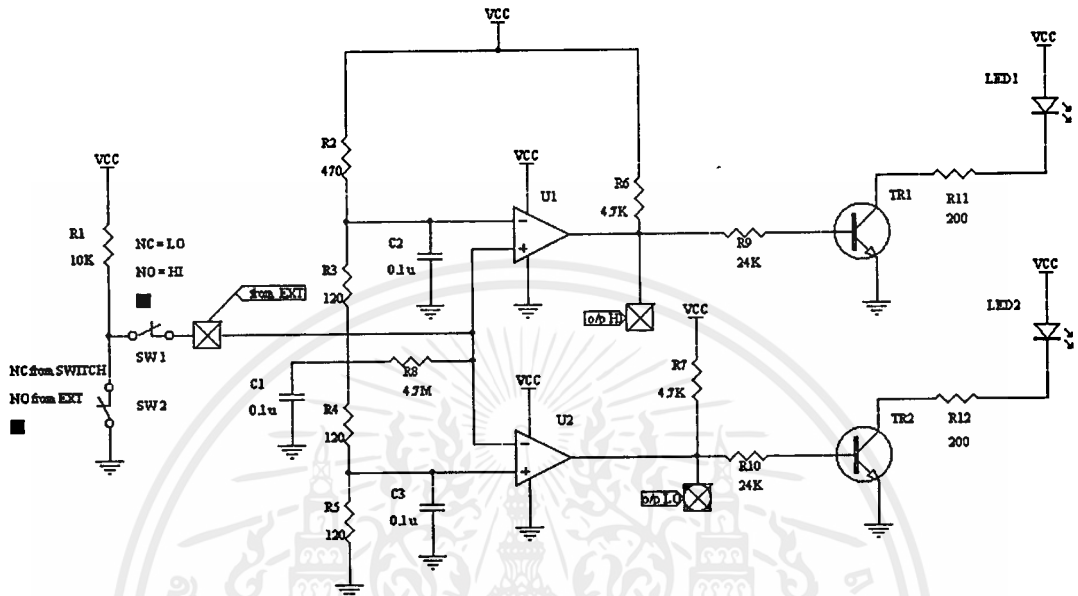 VCC
VCC
LED1
R2
470
VCC
VCC
R6
4.7K
U1
R1
10K
NC = LO
NO = HI
C2
0.1u
TR1
R11
200
R9
24K
R3
120
from EXT
VCC
LED2
o/p HI
VCC
SW1
R8
4.7M
VCC
R7
4.7K
NC from SWITCH
NO from EXT
SW2
C1
0.1u
U2
R4
120
TR2
R12
200
R10
24K
C3
0.1u
o/p LO
R5
120